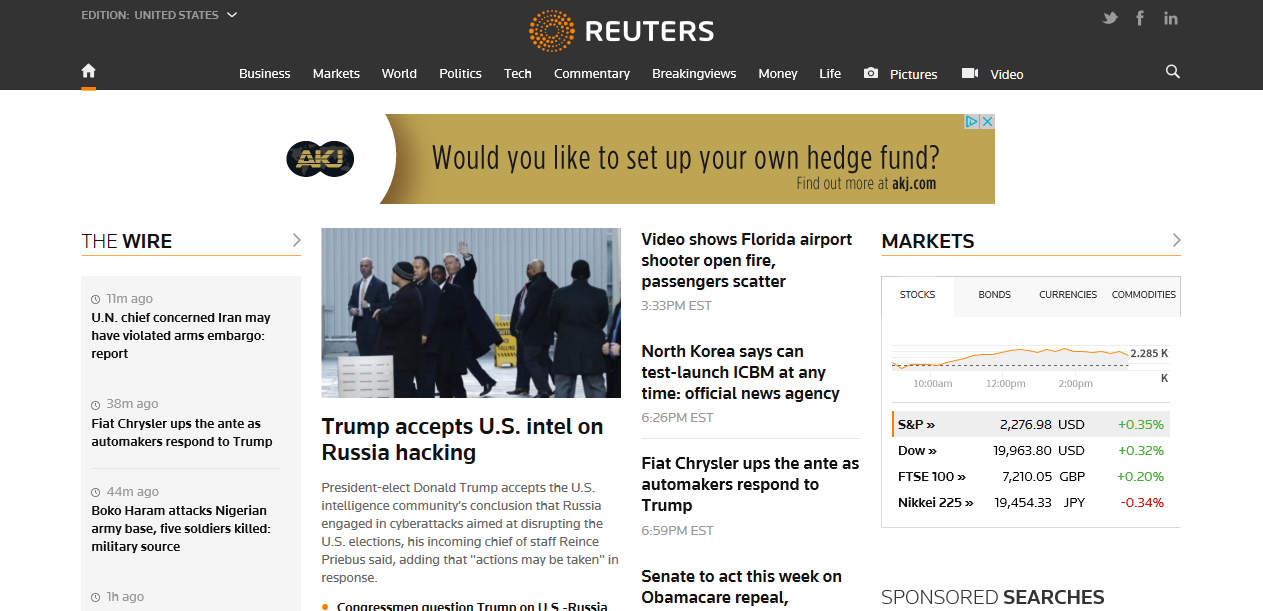 EDITION: UNITED STATES
REUTERS
Business Markets World Politics Tech Commentary Breakingviews Money Life Pictures Video
AKJ
Would you like to set up your own hedge fund?
Find out more at akj.com
THE WIRE
11m ago
U.N. chief concerned Iran may
have violated arms embargo:
report
38m ago
Fiat Chrysler ups the ante as
automakers respond to Trump
44m ago
Boko Haram attacks Nigerian
army base, five soldiers killed:
military source
1h ago
Trump accepts U.S. intel on
Russia hacking
President-elect Donald Trump accepts the U.S.
intelligence community's conclusion that Russia
engaged in cyberattacks aimed at disrupting the
U.S. elections, his incoming chief of staff Reince
Priebus said, adding that "actions may be taken" in
response.
Congressmen question Trump on U.S.-Russia
Video shows Florida airport
shooter open fire,
passengers scatter
3:33PM EST
North Korea says can
test-launch ICBM at any
time: official news agency
6:26PM EST
Fiat Chrysler ups the ante as
automakers respond to
Trump
6:59PM EST
Senate to act this week on
Obamacare repeal,
MARKETS
STOCKS BONDS CURRENCIES COMMODITIES
2.285 K
K
10:00am 12:00pm 2:00pm
S&P » 2,276.98 USD +0.35%
Dow » 19,963.80 USD +0.32%
FTSE 100 » 7,210.05 GBP +0.20%
Nikkei 225 » 19,454.33 JPY -0.34%
SPONSORED SEARCHES